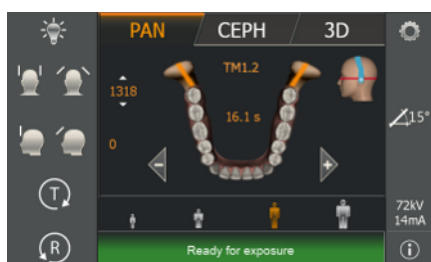 PAN CEPH 3D
TM1.2
1318
16.1 s
15°
0
- +
T
72kV
14mA
R
Ready for exposure
i